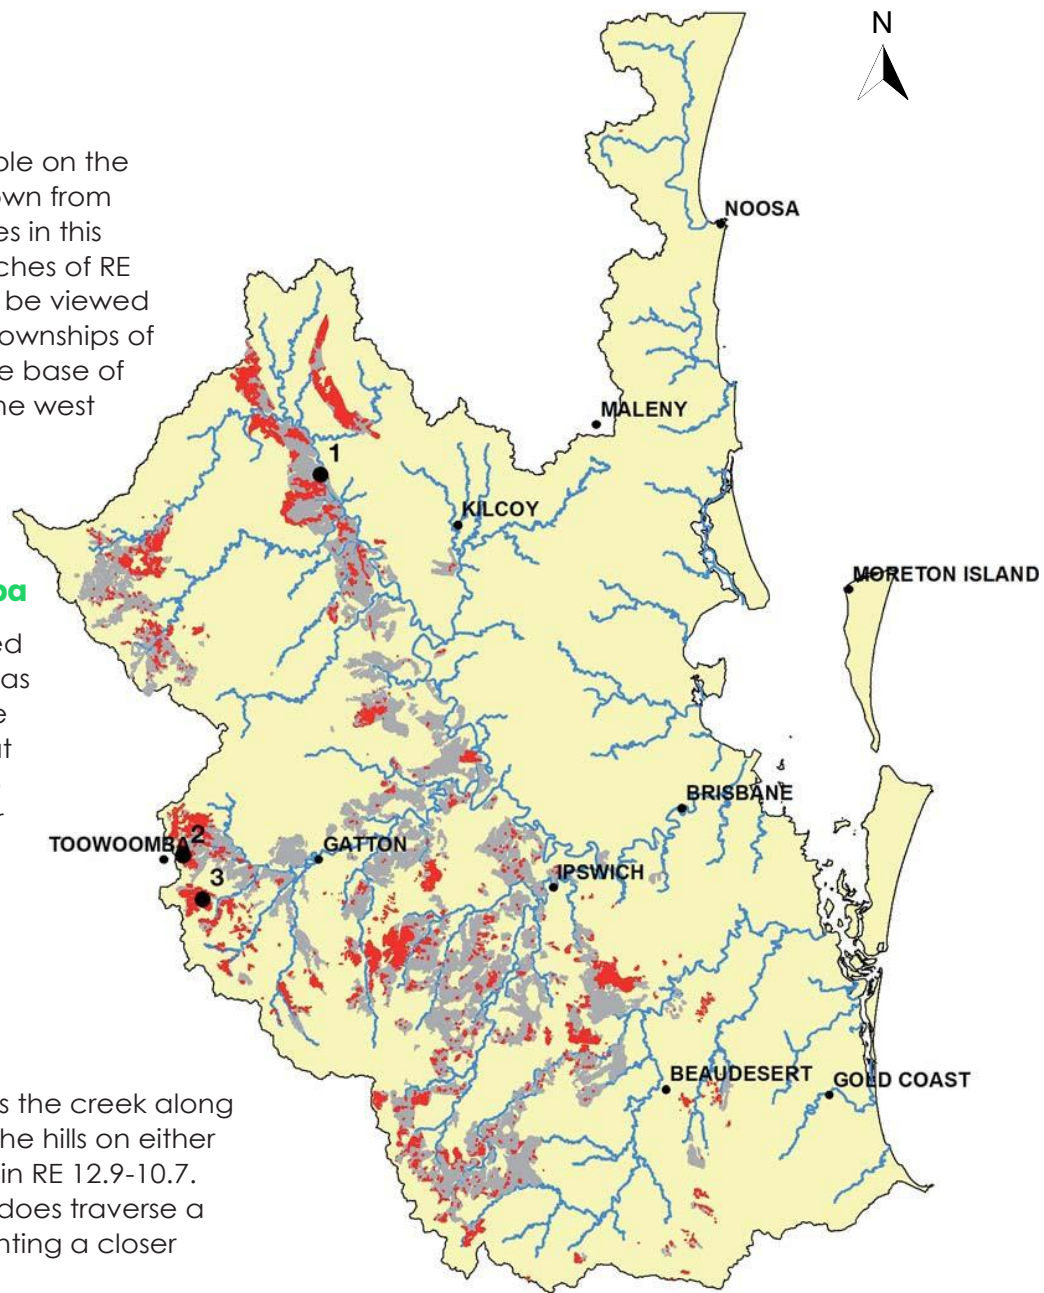 N
ble on the
own from
es in this
ches of RE
be viewed
ownships of
e base of
he west
NOOSA
MALENY
1
KILCOY
MORETON ISLAND
ba
ed
as
e
at
BRISBANE
TOOWOOMBA
2
GATTON
3
IPSWICH
BEAUDESERT
GOLD COAST
s the creek along
he hills on either
in RE 12.9-10.7.
does traverse a
nting a closer